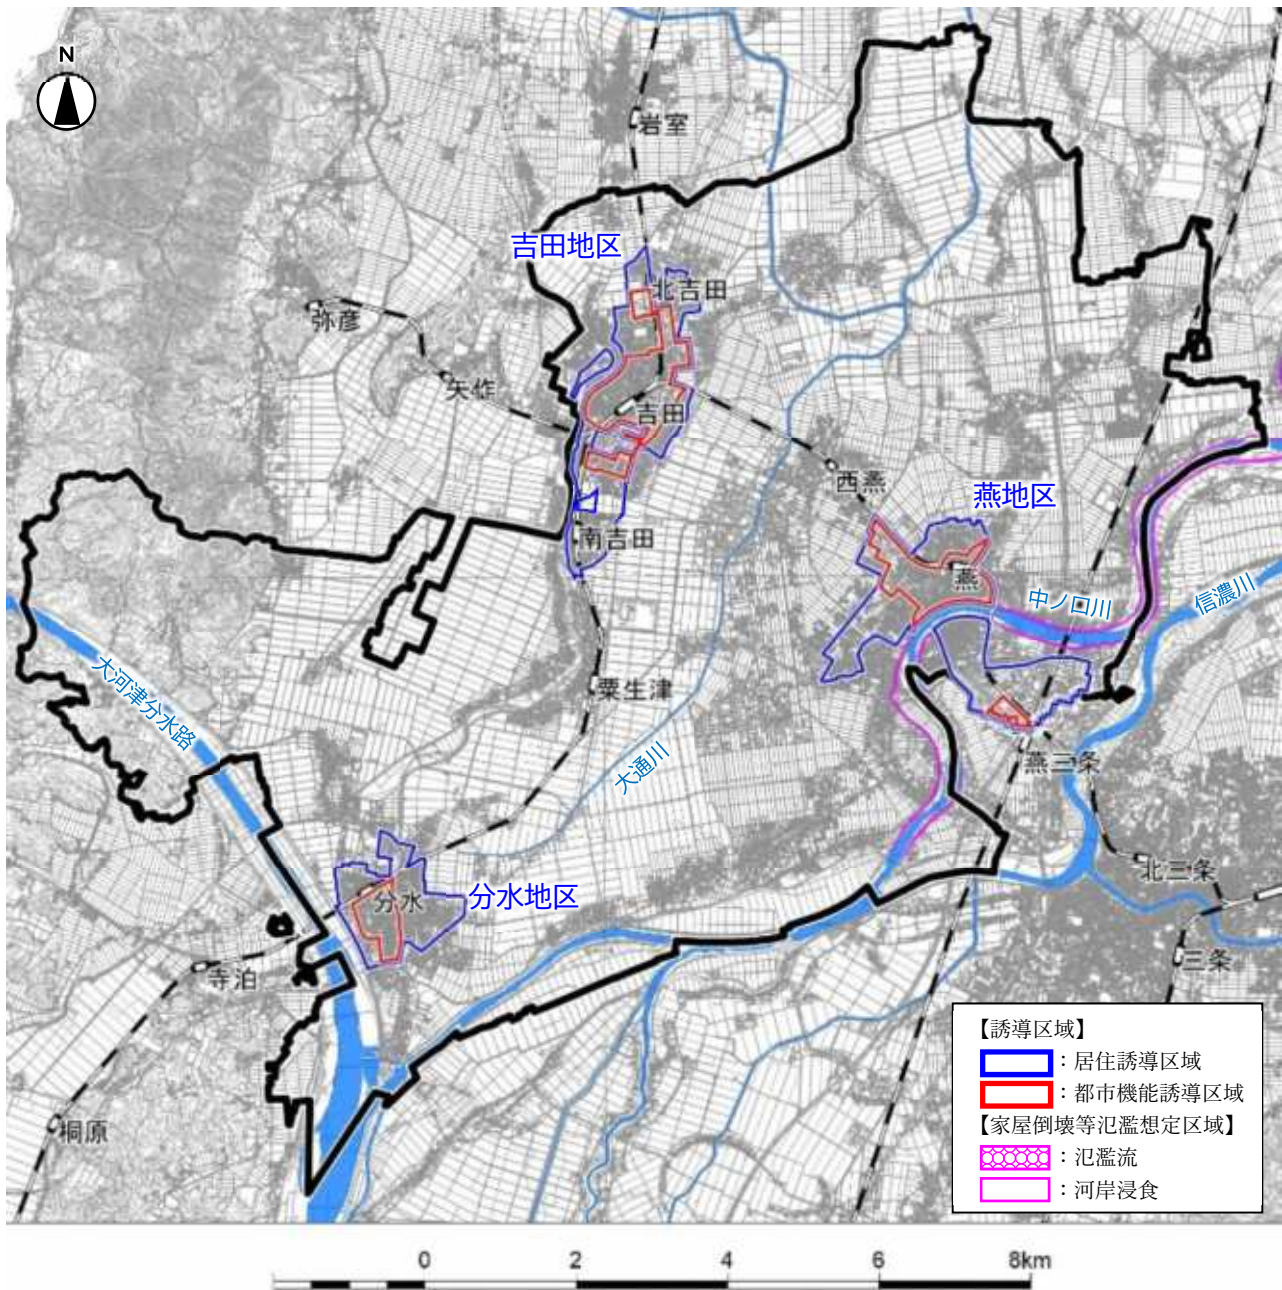 N
岩室
吉田地区
北吉田
弥彦
矢作
吉田
西燕
燕地区
南吉田
燕
中ノ口川
信濃川
大河津分水路
粟生津
大通川
燕三条
北三条
分水
分水地区
寺泊
三条
桐原
【誘導区域】
：居住誘導区域
：都市機能誘導区域
【家屋倒壊等氾濫想定区域】
：氾濫流
：河岸浸食
0 2 4 6 8km